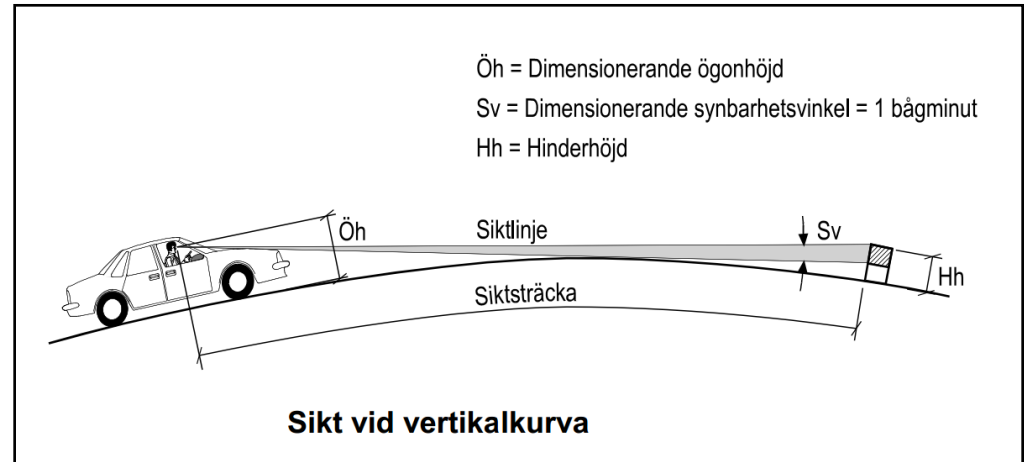 Öh = Dimensionerande ögonhöjd
Sv = Dimensionerande synbarhetsvinkel = 1 bågminut
Hh = Hinderhöjd
Öh
Siktlinje
Sv
Hh
Siktsträcka
Sikt vid vertikalkurva